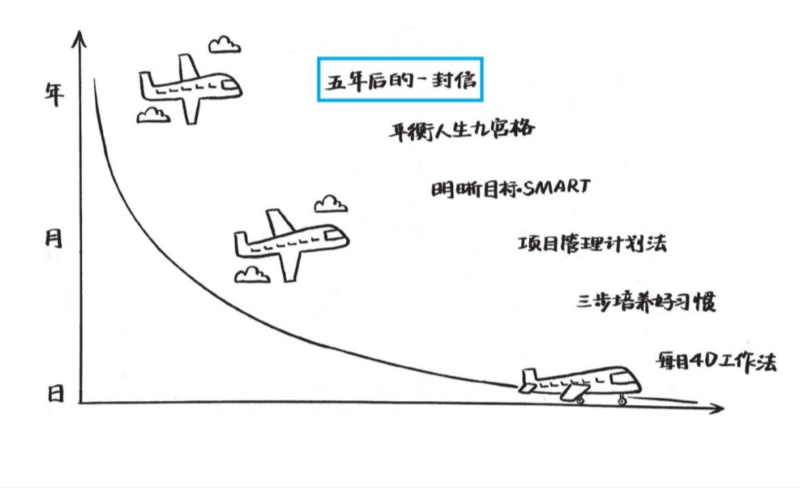 年
五年后的一封信
平衡人生九宫格
明晰目标·SMART
月
项目管理计划法
三步培养好习惯
每日4D工作法
日